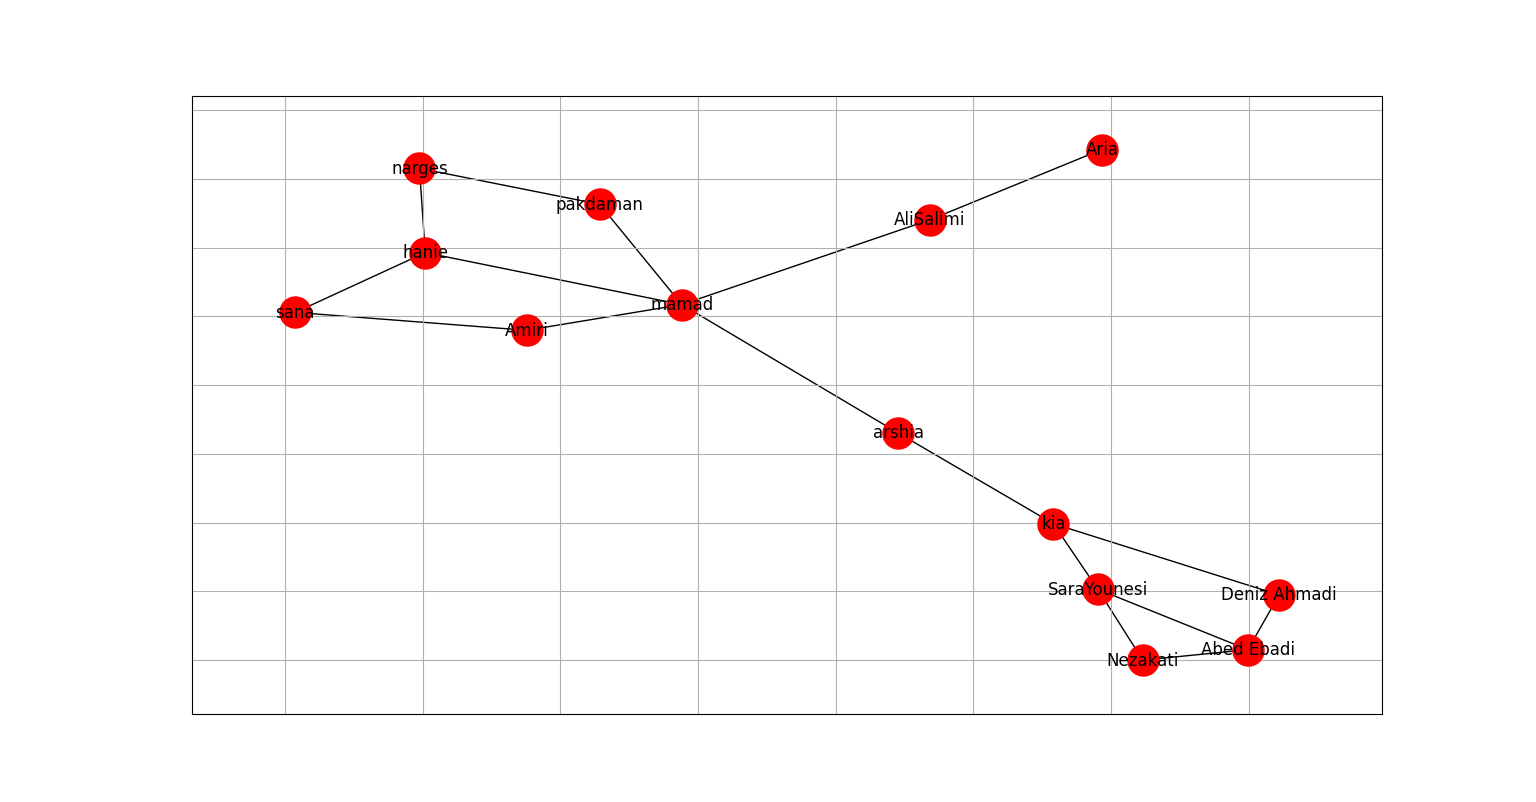 Aria
narges
pakdaman
AliSalimi
hanie
mamad
sana
Amiri
arshia
kia
SaraYounesi
Deniz Ahmadi
Abed Ebadi
Nezakati